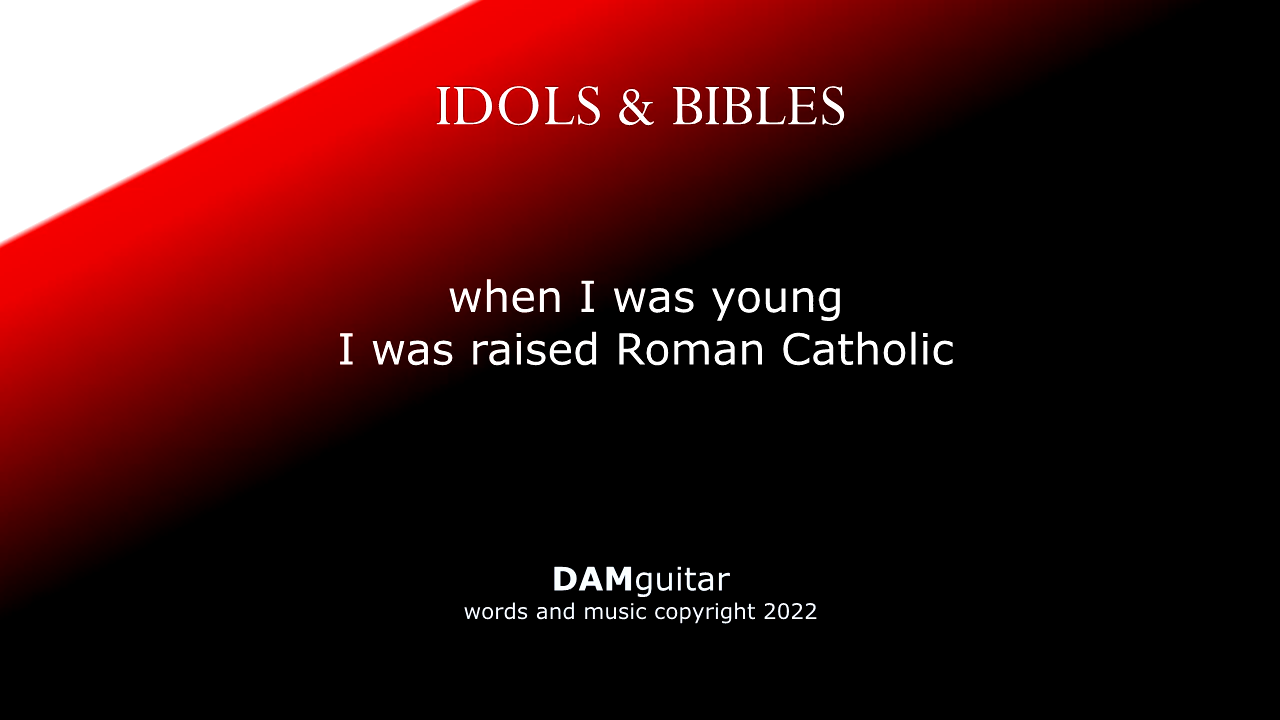 IDOLS & BIBLES
when I was young
I was raised Roman Catholic
DAMguitar
words and music copyright 2022